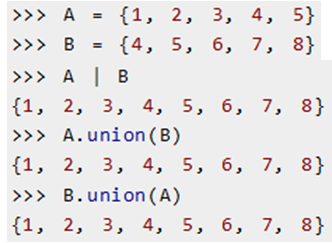 >>> A = {1, 2, 3, 4, 5}
>>> B = {4, 5, 6, 7, 8}
>>> A | B
{1, 2, 3, 4, 5, 6, 7, 8}
>>> A.union(B)
{1, 2, 3, 4, 5, 6, 7, 8}
>>> B.union(A)
{1, 2, 3, 4, 5, 6, 7, 8}